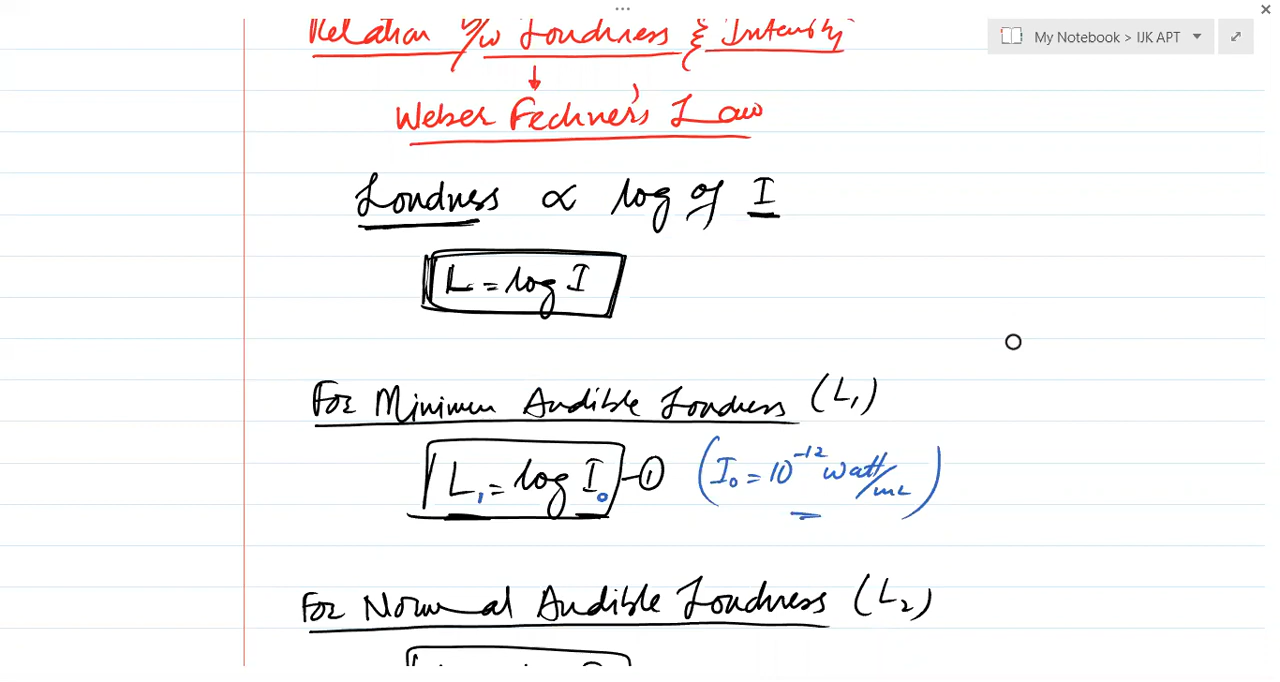 Relation b/w Loudness & Intensity
My Notebook > IJK APT
Weber Fechner's Law
Loudness ∝ log of I
L = log I
For Minimum Audible Loudness (L₁)
L₁ = log I₀ -① (I₀ = 10⁻¹² watt/m²)
For Normal Audible Loudness (L₂)